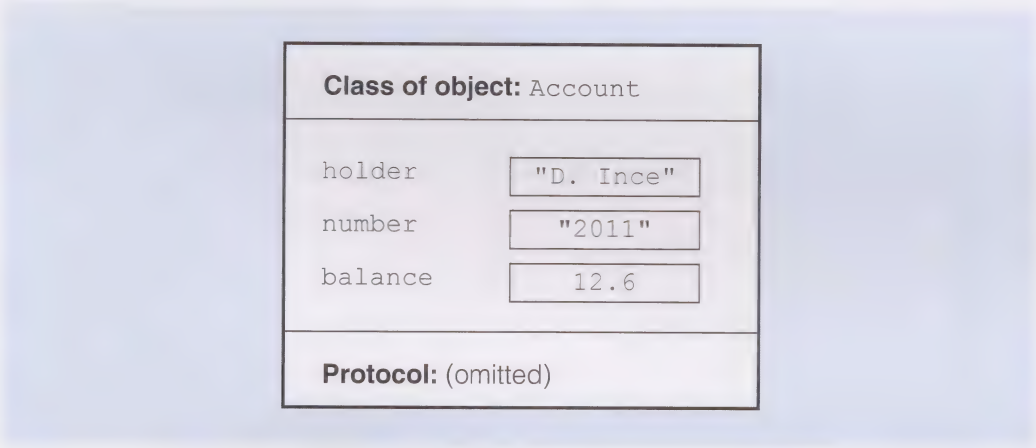 Class of object: Account
holder "D. Ince"
number "2011"
balance 12.6
Protocol: (omitted)